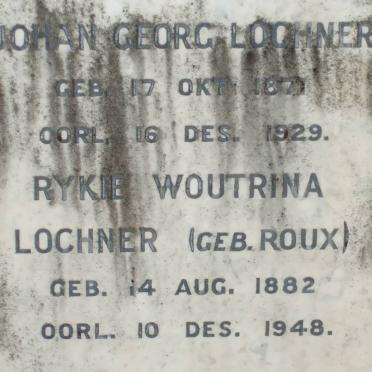 JOHAN GEORG LOCHNER
GEB. 17 OKT
OORL. 16 DES. 1929.
RYKIE WOUTRINA
LOCHNER (GEB. ROUX)
GEB. 14 AUG. 1882
OORL. 10 DES. 1948.